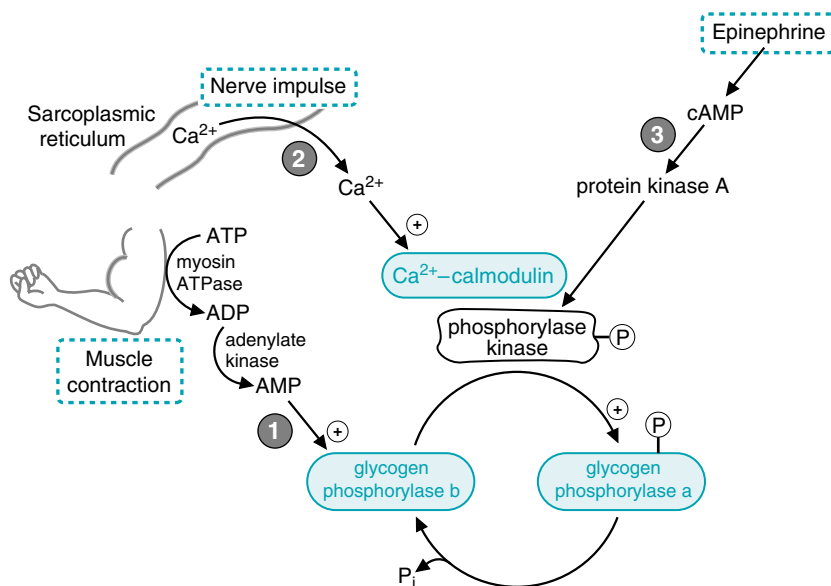 Epinephrine
Nerve impulse
Sarcoplasmic
reticulum
Ca²⁺
cAMP
3
2
Ca²⁺
protein kinase A
+
ATP
myosin
ATPase
Ca²⁺–calmodulin
ADP
phosphorylase
kinase
P
adenylate
kinase
Muscle
contraction
AMP
1
+
+
P
glycogen
phosphorylase b
glycogen
phosphorylase a
Pᵢ